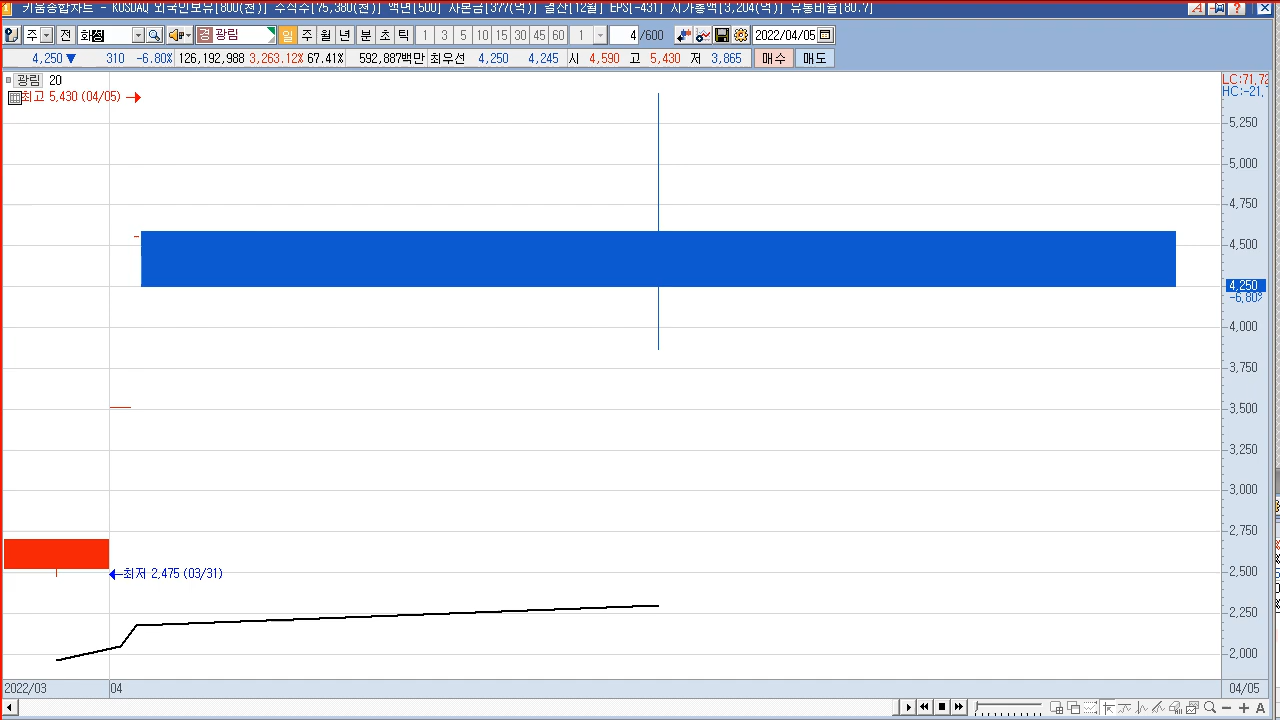 키움종합차트 - KOSDAQ 외국인보유[800(천)] 주식수[75,380(천)] 액면[500] 자본금[377(억)] 결산[12월] EPS[-431] 시가총액[3,204(억)] 유통비율[80.7
주 전 화성 경 광림 일 주 월 년 분 초 틱 1 3 5 10 15 30 45 60 1 4 /600 2022/04/05
4,250 ▼ 310 -6.80% 126,192,988 3,263.12% 67.41% 592,887백만 최우선 4,250 4,245 시 4,590 고 5,430 저 3,865 매수 매도
광림 20
LC:71,72
HC:-21,
최고 5,430 (04/05) →
5,250
5,000
4,750
4,500
4,250
-6,80%
4,000
3,750
3,500
3,250
3,000
2,750
2,500
←최저 2,475 (03/31)
2,250
2,000
2022/03 04 04/05